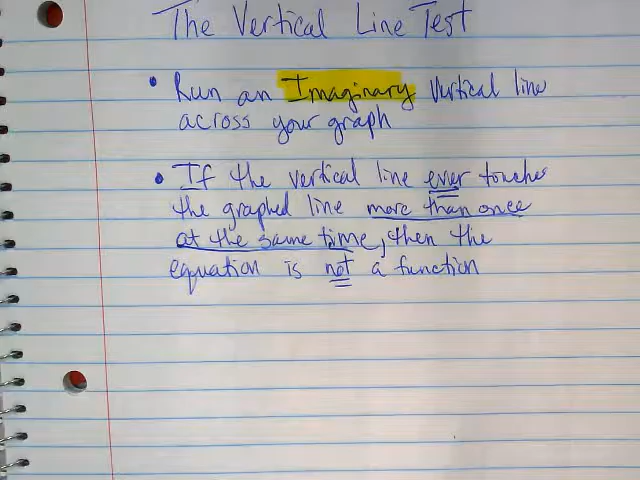 The Vertical Line Test
• Run an Imaginary vertical line
across your graph
• If the vertical line ever touches
the graphed line more than once
at the same time, then the
equation is not a function